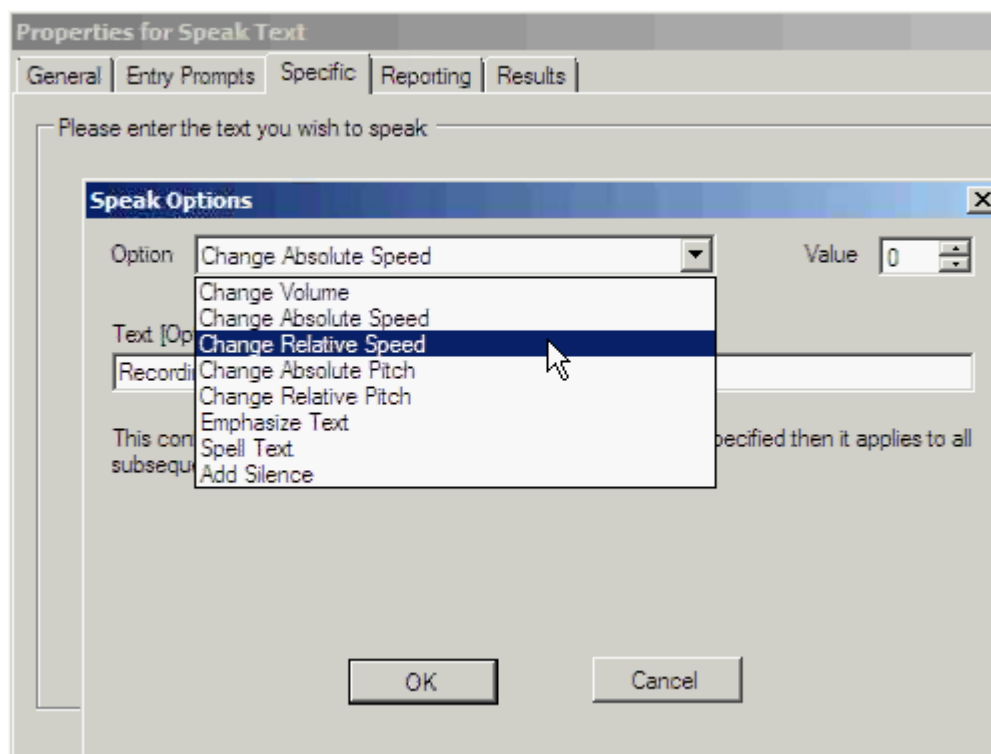 Properties for Speak Text
General Entry Prompts Specific Reporting Results
Please enter the text you wish to speak
Speak Options
Option Change Absolute Speed Value 0
Change Volume
Change Absolute Speed
Text [Op Change Relative Speed
Recordi Change Absolute Pitch
Change Relative Pitch
Emphasize Text
This con Spell Text pecified then it applies to all
subsequ Add Silence
OK Cancel